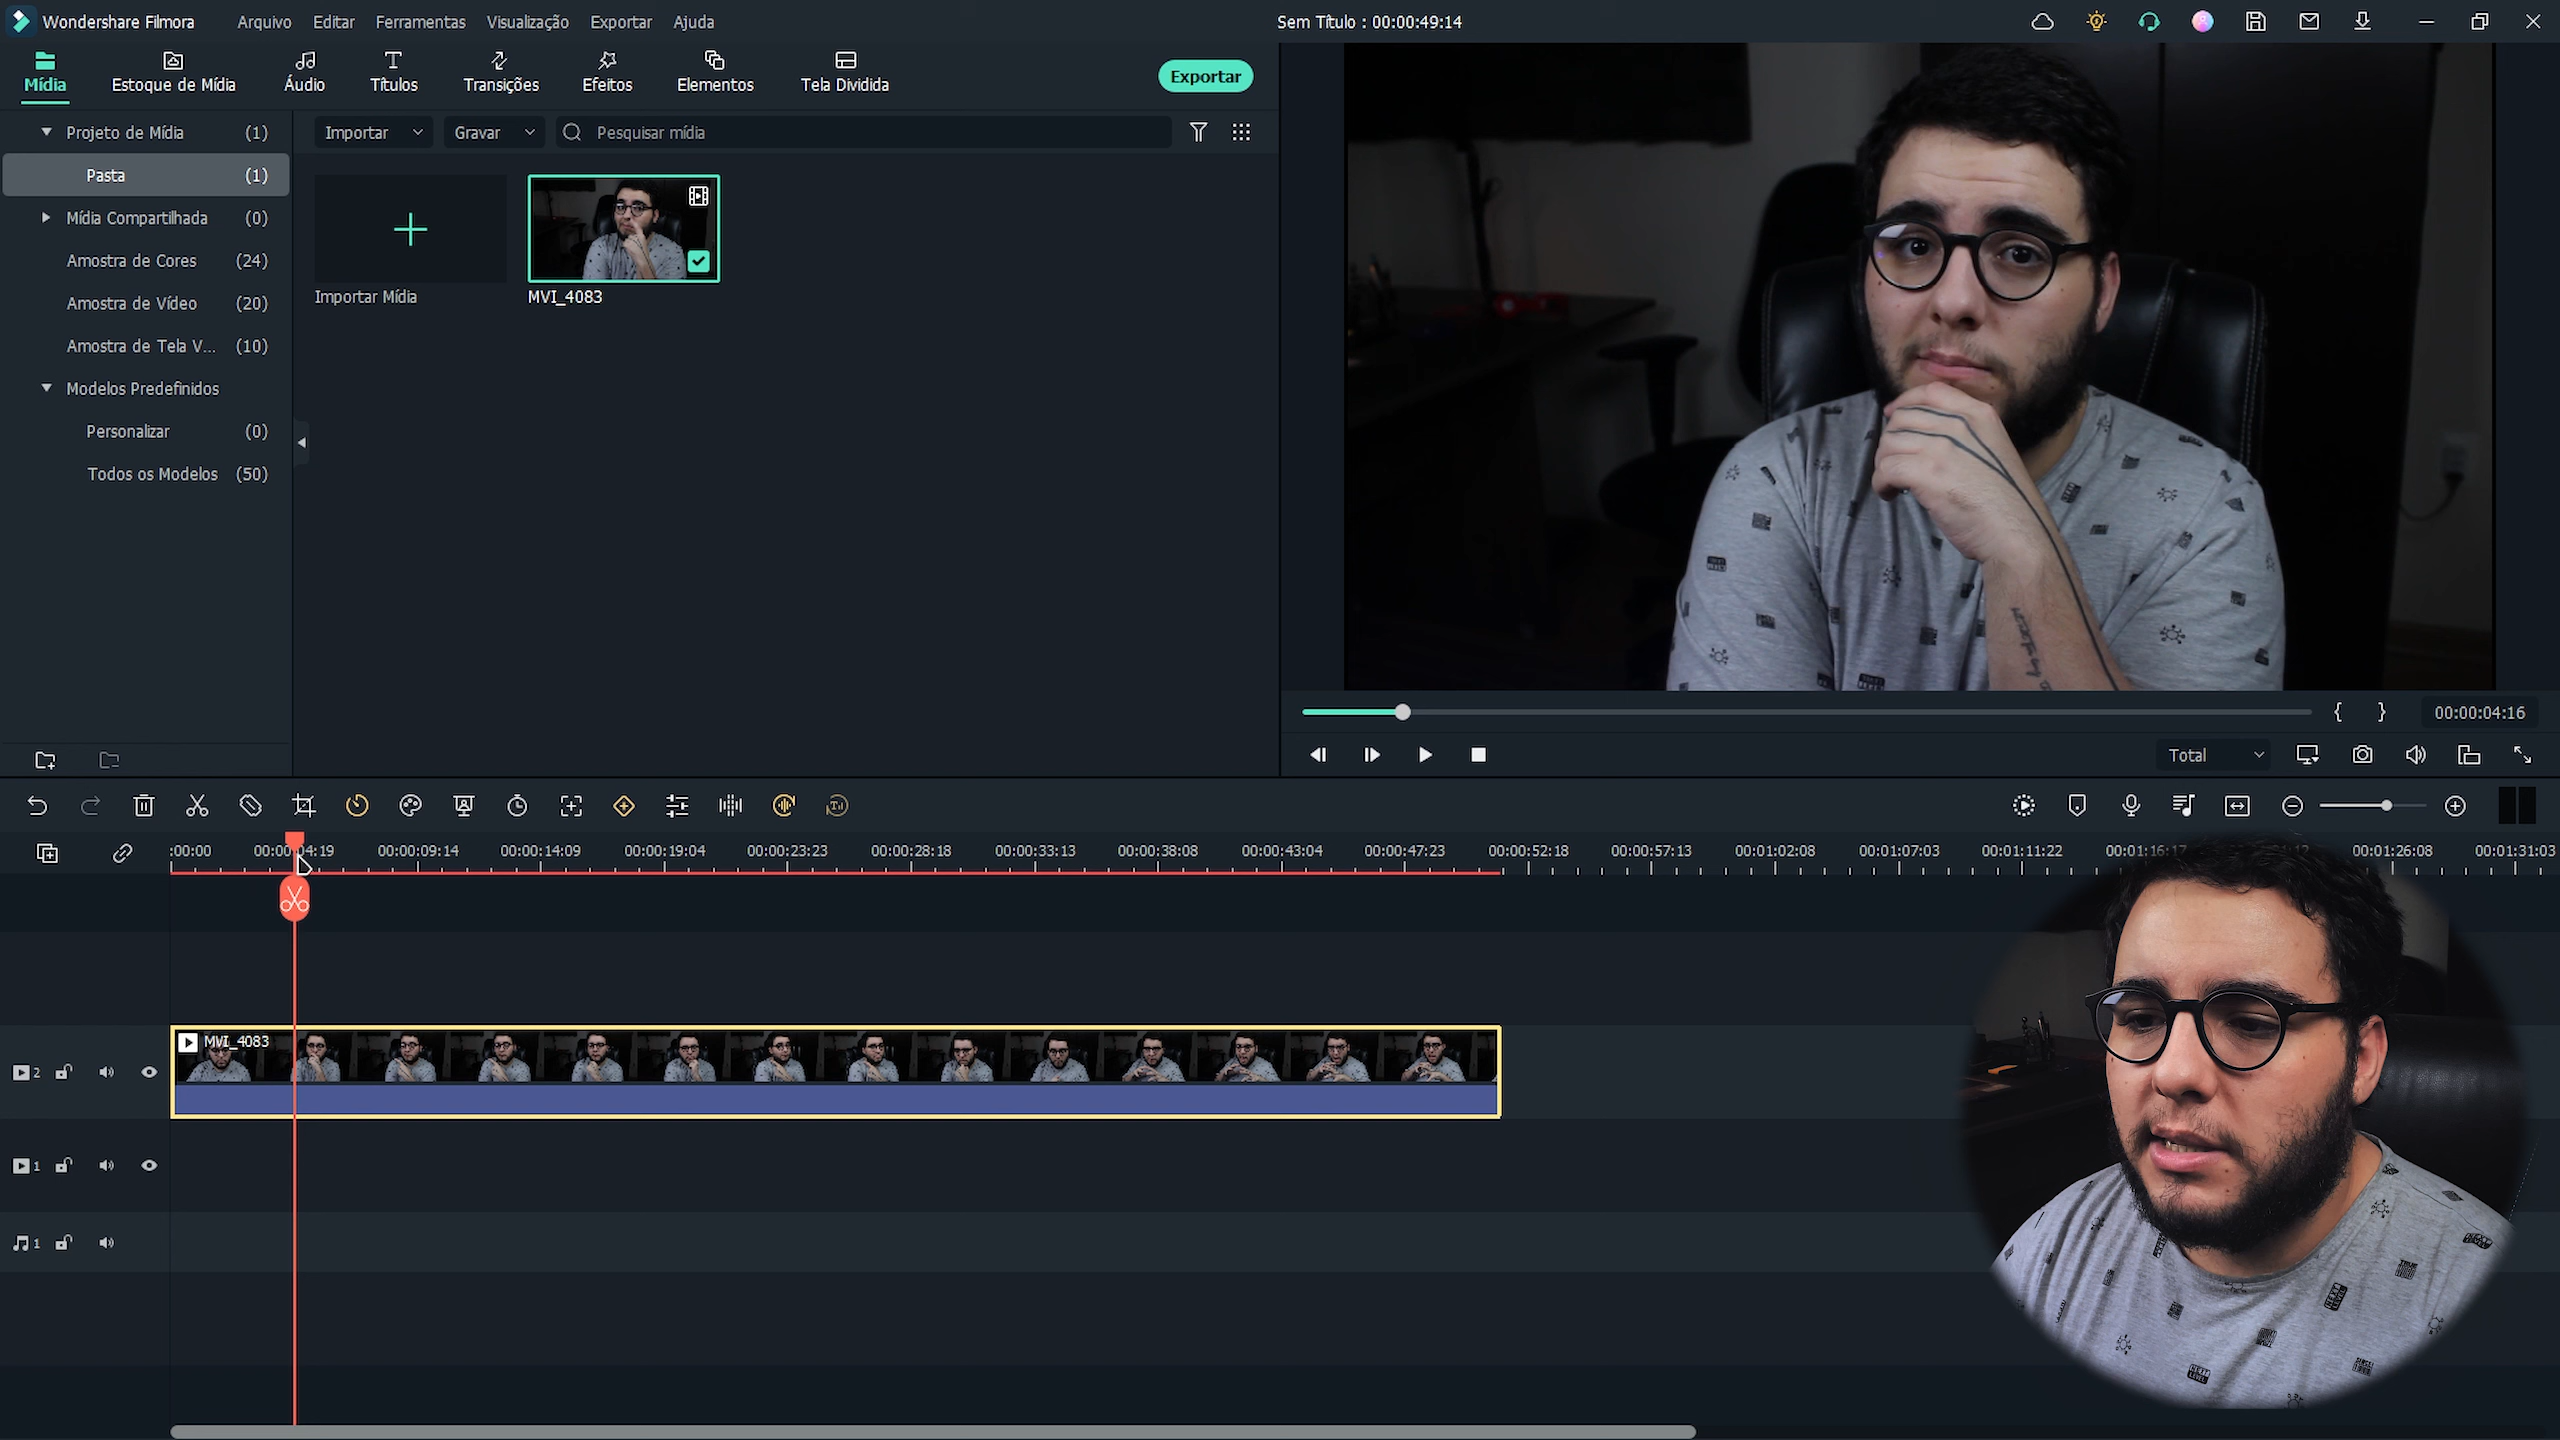 Wondershare Filmora Arquivo Editar Ferramentas Visualização Exportar Ajuda Sem Título : 00:00:49:14
Mídia Estoque de Mídia Áudio Títulos Transições Efeitos Elementos Tela Dividida Exportar
Projeto de Mídia (1)
Importar Gravar Pesquisar mídia
Pasta (1)
Mídia Compartilhada (0)
Amostra de Cores (24)
Amostra de Vídeo (20)
Amostra de Tela V... (10)
Modelos Predefinidos
Personalizar (0)
Todos os Modelos (50)
Importar Mídia MVI_4083
{ } 00:00:04:16
Total
:00:00 00:00:04:19 00:00:09:14 00:00:14:09 00:00:19:04 00:00:23:23 00:00:28:18 00:00:33:13 00:00:38:08 00:00:43:04 00:00:47:23 00:00:52:18 00:00:57:13 00:01:02:08 00:01:07:03 00:01:11:22 00:01:16:17 00:01:26:08 00:01:31:03
MVI_4083
2
1
1